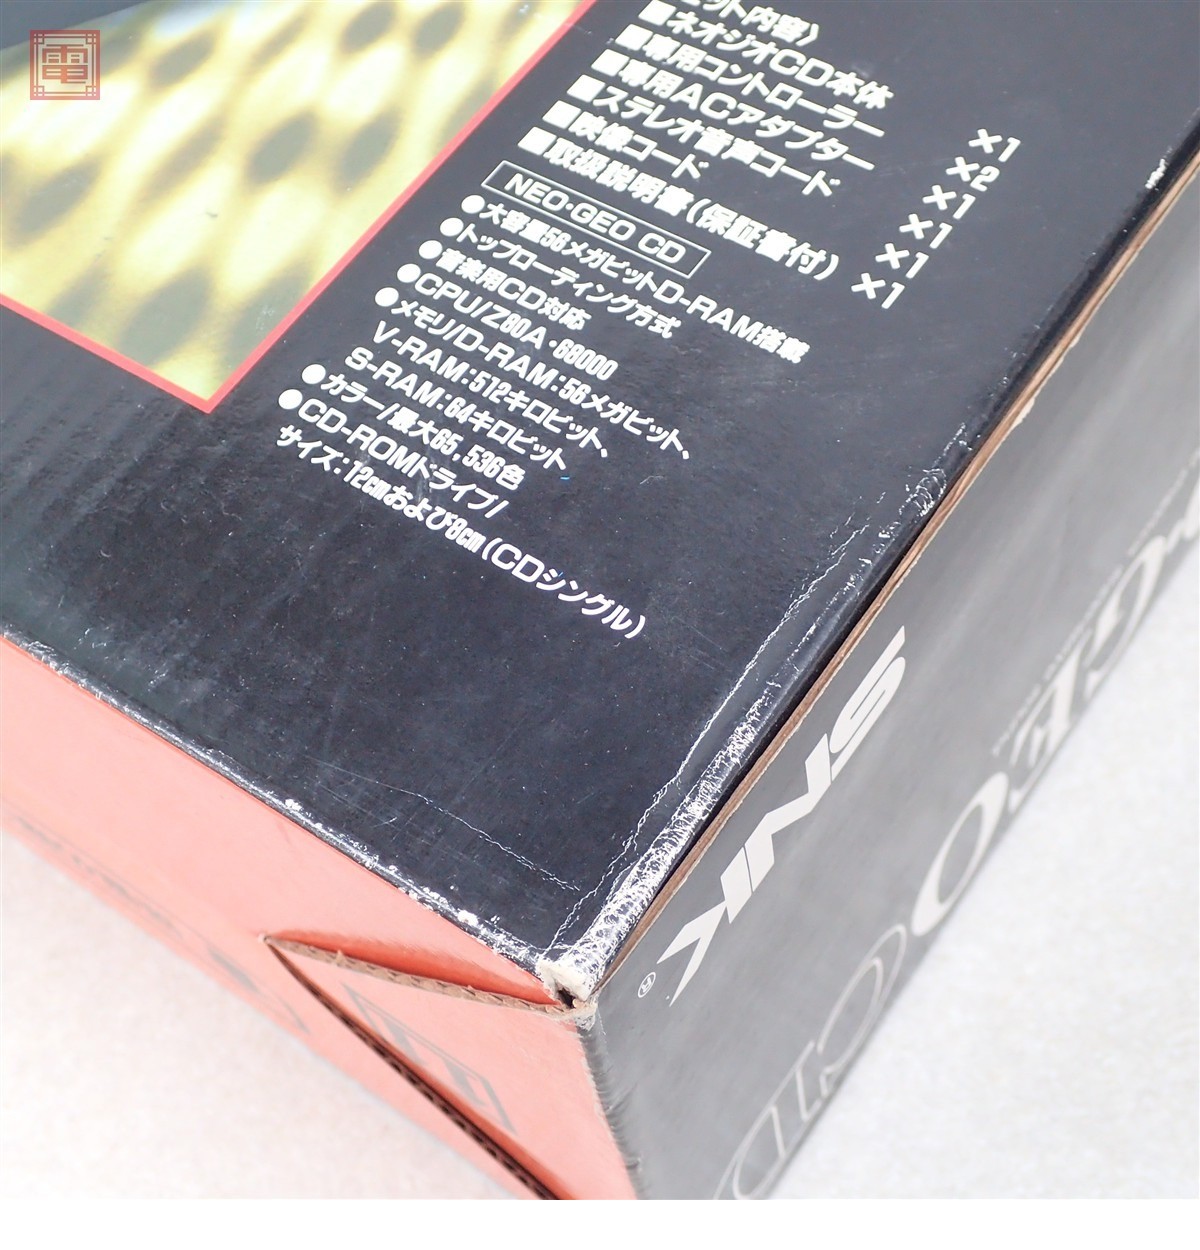 電
ット内容〉
■ネオジオCD本体 ×1
■専用コントローラー ×2
■専用ACアダプター ×1
■ステレオ音声コード ×1
■映像コード ×1
■取扱説明書(保証書付) ×1
NEO•GEO CD
●大容量56メガビットD-RAM搭載
●トップローディング方式
●音楽用CD対応
●CPU/Z80A・68000
●メモリ/D-RAM:56メガビット、
V-RAM:512キロビット、
S-RAM:64キロビット
●カラー/最大65,536色
●CD-ROMドライブ/
サイズ:12cmおよび8cm(CDシングル)
SNK®